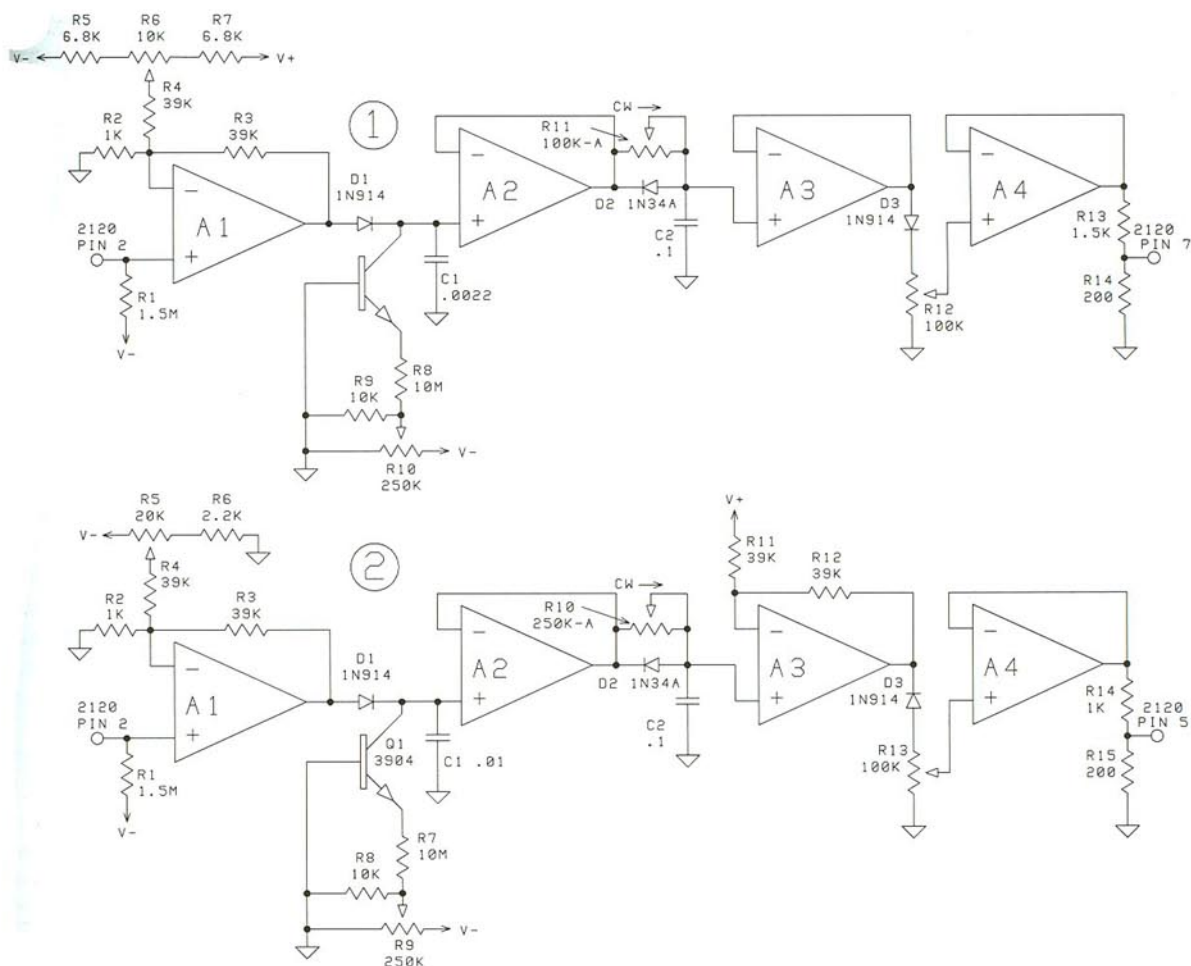 R5
6.8K
R6
10K
R7
6.8K
V-
V+
R4
39K
R2
1K
R3
39K
1
D1
1N914
A1
2120
PIN 2
R1
1.5M
V-
C1
.0022
R8
10M
R9
10K
V-
R10
250K
A2
CW
R11
100K-A
D2
1N34A
C2
.1
A3
D3
1N914
R12
100K
A4
R13
1.5K
2120
PIN 7
R14
200
R5
20K
R6
2.2K
V-
R4
39K
R2
1K
R3
39K
2
D1
1N914
A1
2120
PIN 2
R1
1.5M
V-
Q1
3904
C1 .01
R7
10M
R8
10K
V-
R9
250K
A2
CW
R10
250K-A
D2
1N34A
C2
.1
V+
R11
39K
R12
39K
A3
D3
1N914
R13
100K
A4
R14
1K
2120
PIN 5
R15
200